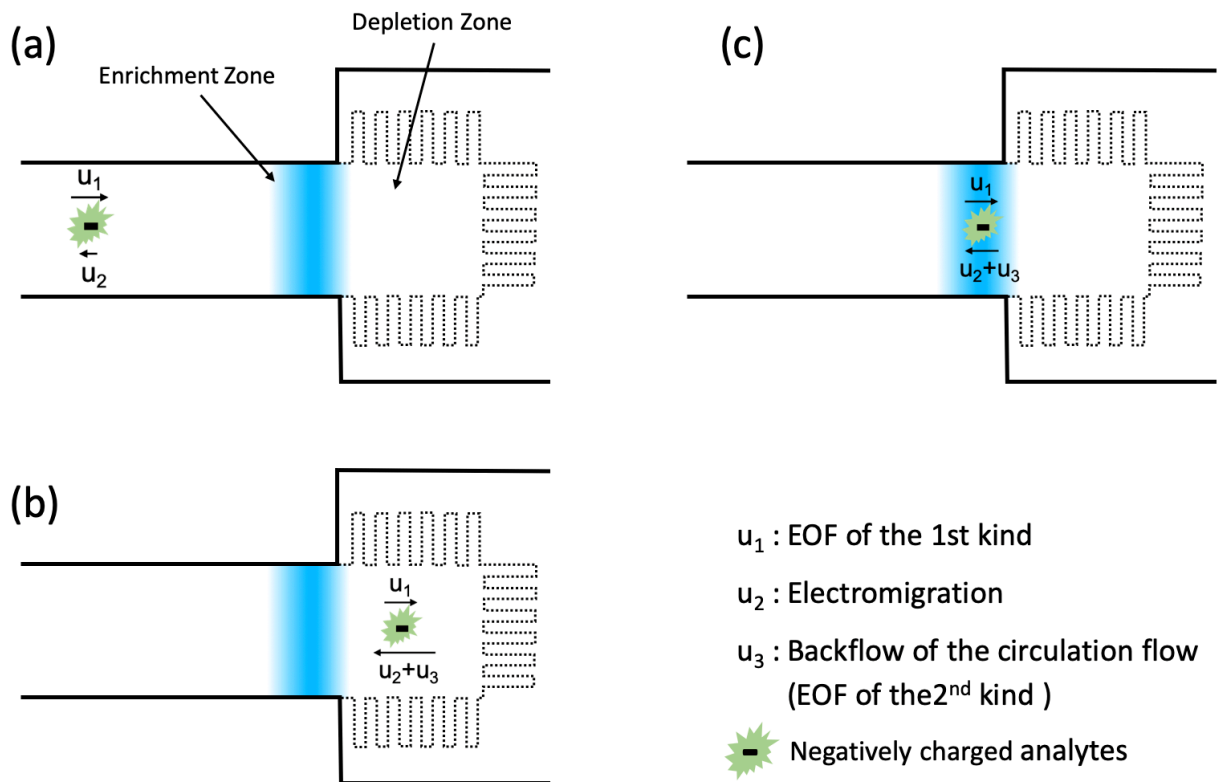 (a)
Depletion Zone
Enrichment Zone
u₁
u₂
(c)
u₁
u₂+u₃
(b)
u₁
u₂+u₃
u₁ : EOF of the 1st kind
u₂ : Electromigration
u₃ : Backflow of the circulation flow
(EOF of the2ⁿᵈ kind )
Negatively charged analytes